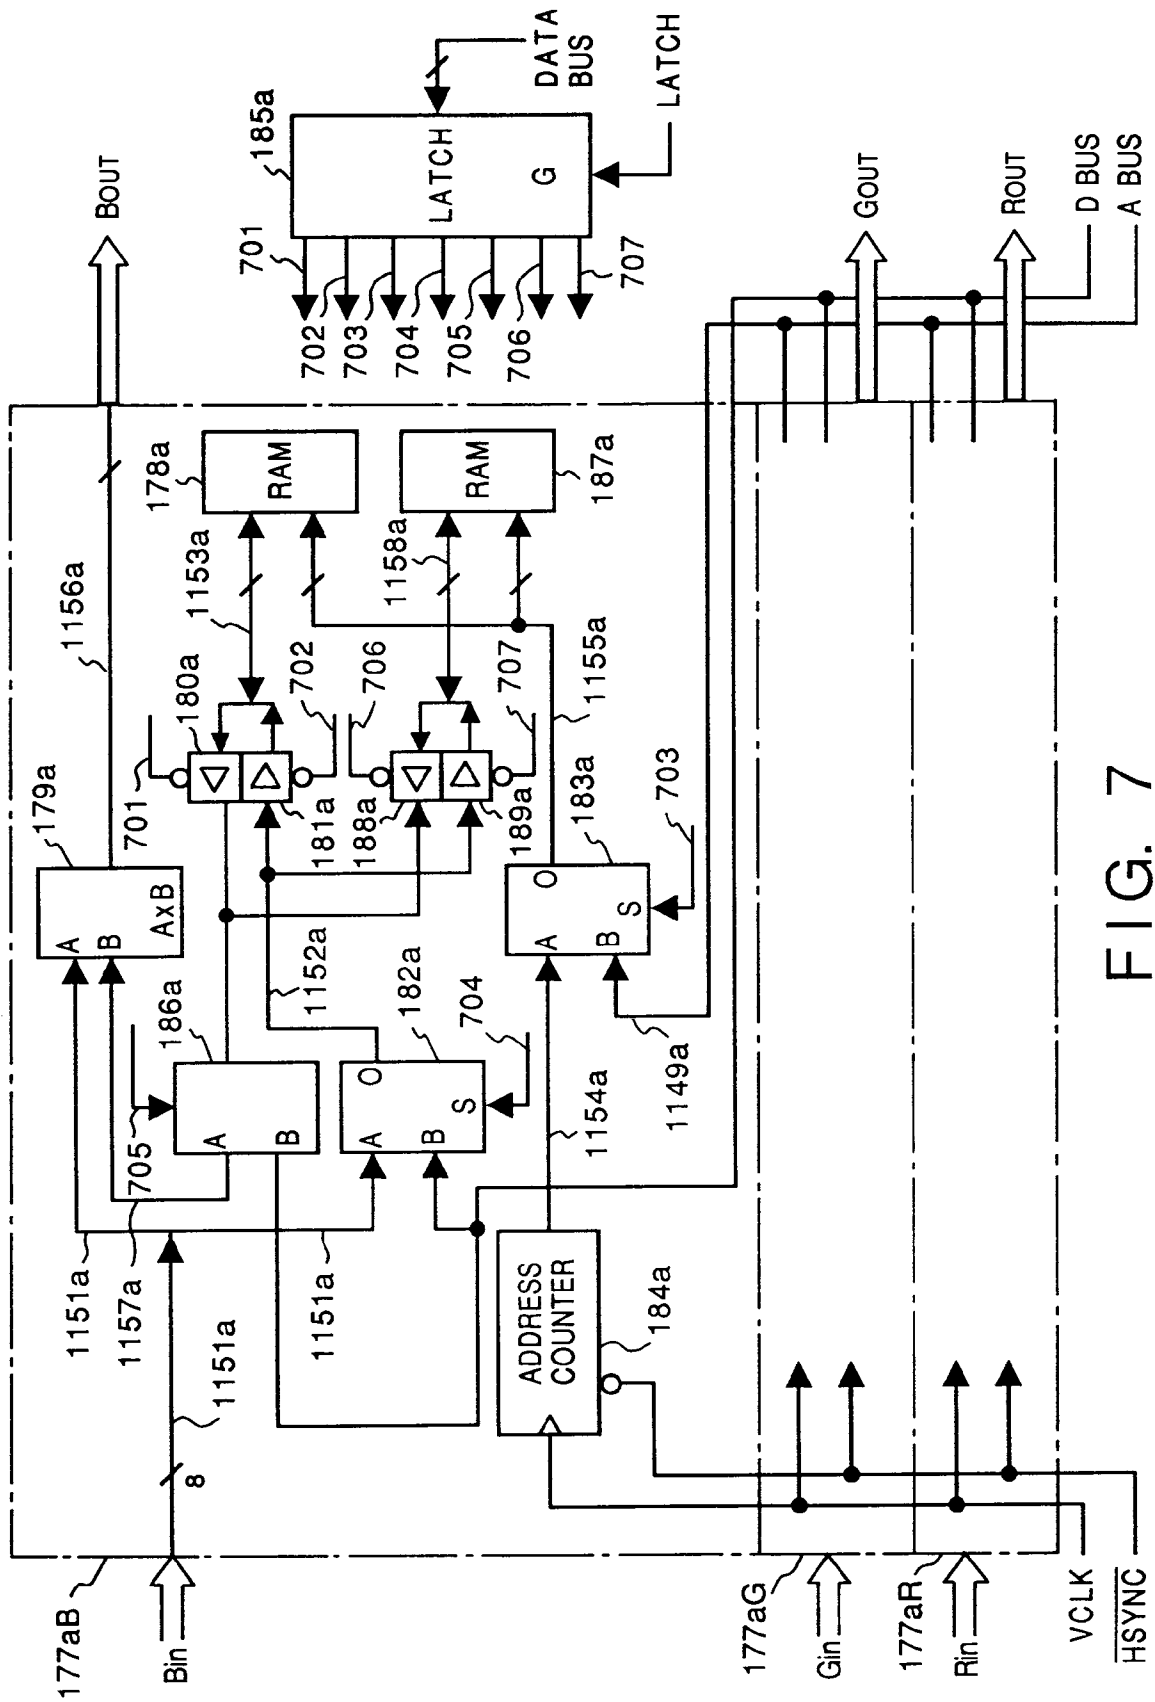 177aB
Bin
8
1151a
1151a
1157a
705
1151a
186a
A
B
179a
A
B
AxB
1156a
BOUT
701
180a
181a
702
1153a
178a
RAM
706
188a
189a
707
1158a
187a
RAM
1152a
182a
A
B
O
S
704
183a
A
B
O
S
703
1155a
1154a
1149a
ADDRESS
COUNTER
184a
185a
LATCH
G
DATA
BUS
LATCH
701
702
703
704
705
706
707
177aG
Gin
177aR
Rin
VCLK
HSYNC
GOUT
ROUT
D BUS
A BUS
FIG. 7